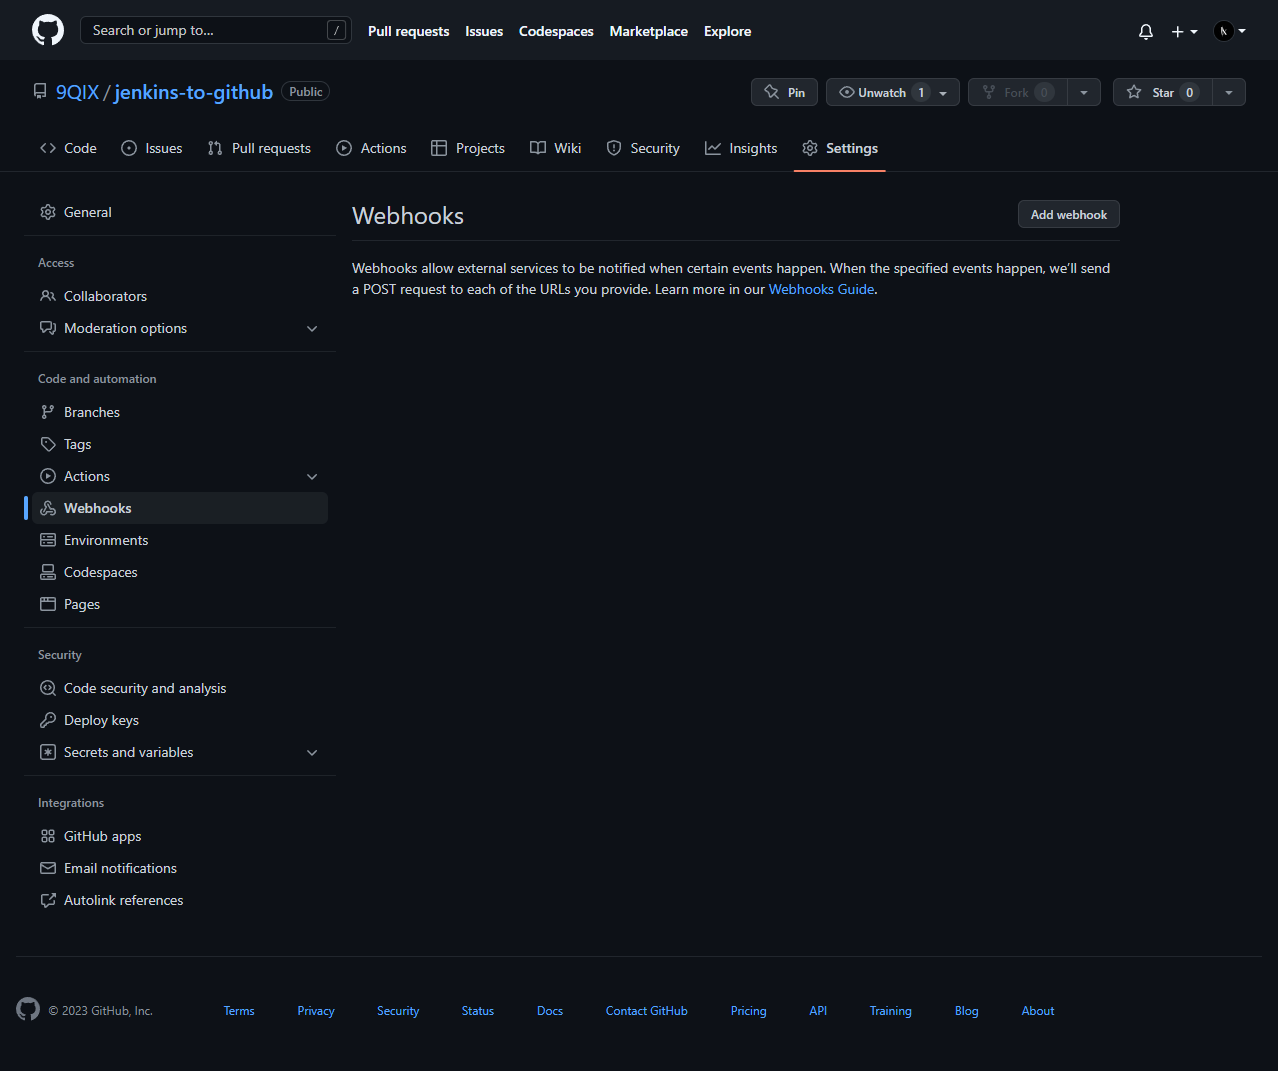 Search or jump to... /
Pull requests Issues Codespaces Marketplace Explore
9QIX / jenkins-to-github Public
Pin Unwatch 1 Fork 0 Star 0
Code Issues Pull requests Actions Projects Wiki Security Insights Settings
General
Access
Collaborators
Moderation options
Code and automation
Branches
Tags
Actions
Webhooks
Environments
Codespaces
Pages
Security
Code security and analysis
Deploy keys
Secrets and variables
Integrations
GitHub apps
Email notifications
Autolink references
Webhooks Add webhook
Webhooks allow external services to be notified when certain events happen. When the specified events happen, we’ll send
a POST request to each of the URLs you provide. Learn more in our Webhooks Guide.
© 2023 GitHub, Inc. Terms Privacy Security Status Docs Contact GitHub Pricing API Training Blog About